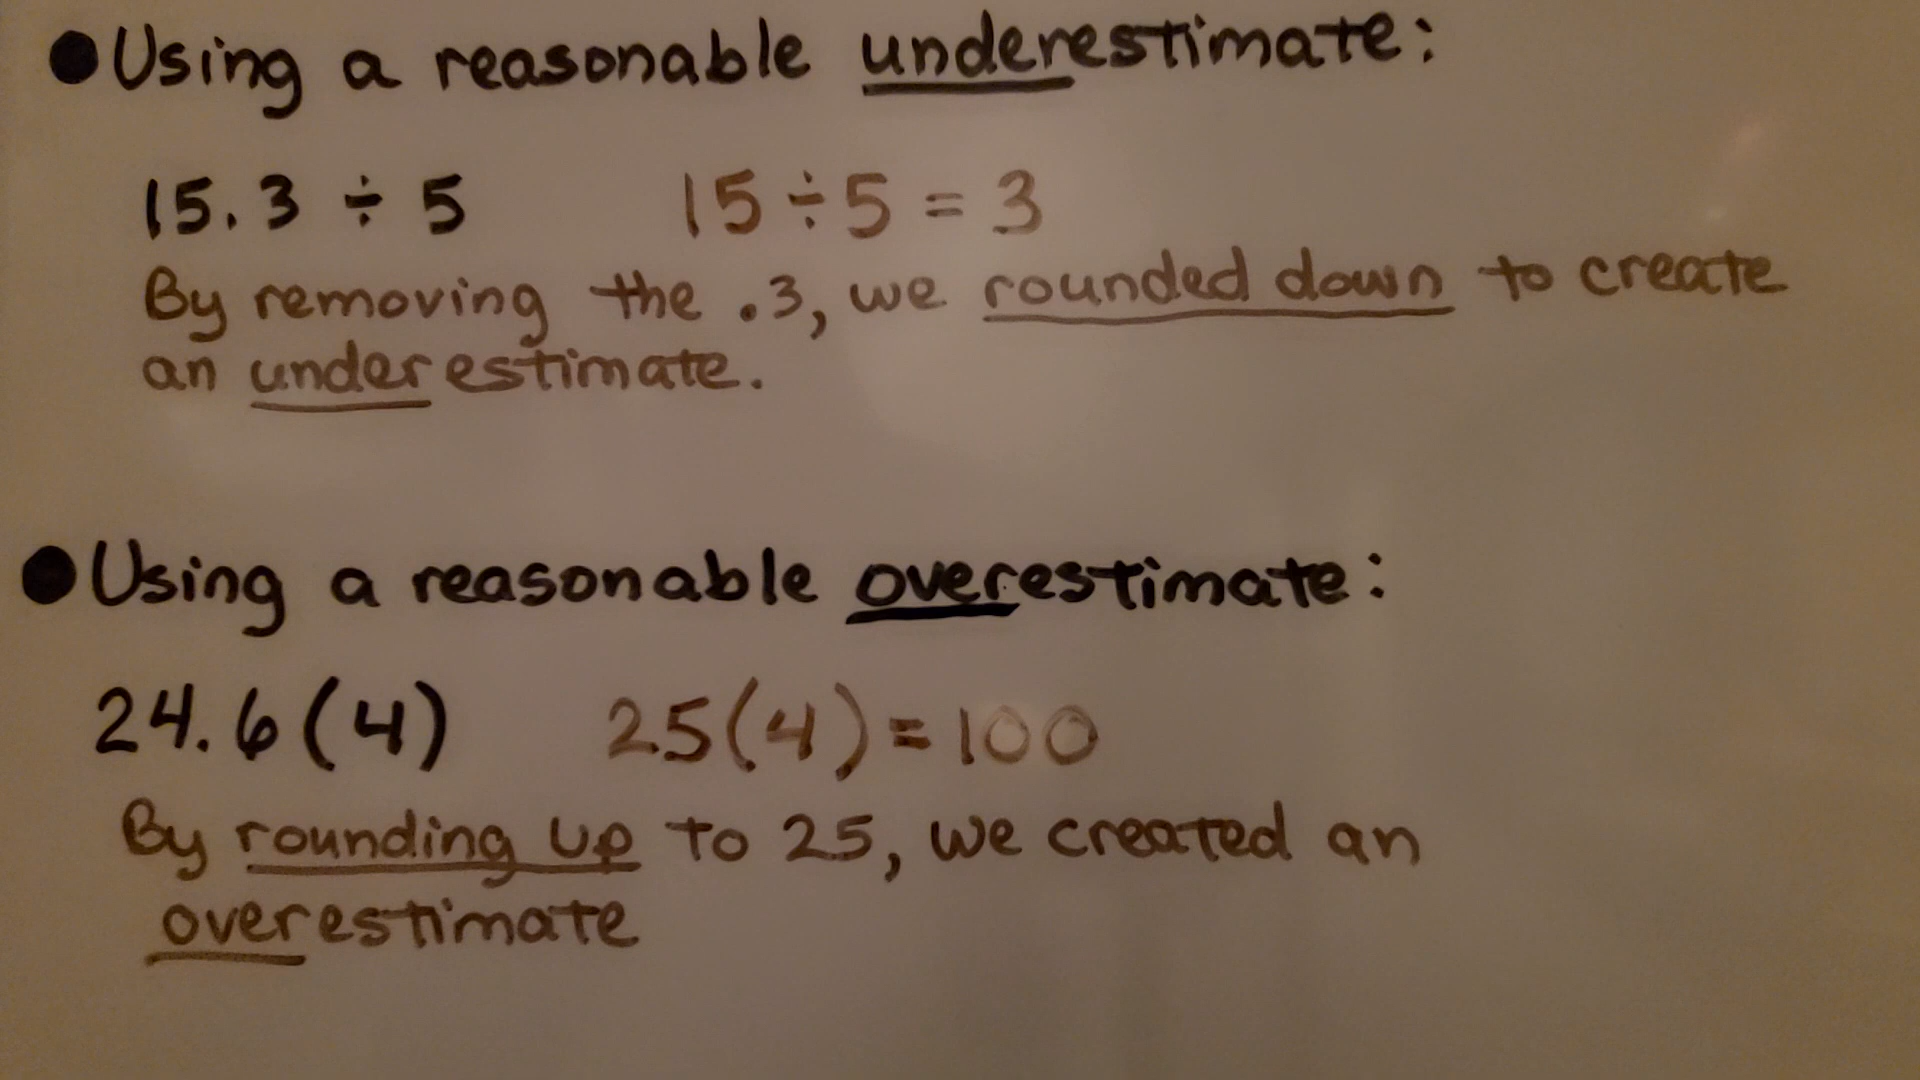 ● Using a reasonable underestimate:
15.3 ÷ 5 15 ÷ 5 = 3
By removing the .3, we rounded down to create
an underestimate.
● Using a reasonable overestimate:
24.6(4) 25(4) = 100
By rounding up to 25, we created an
overestimate